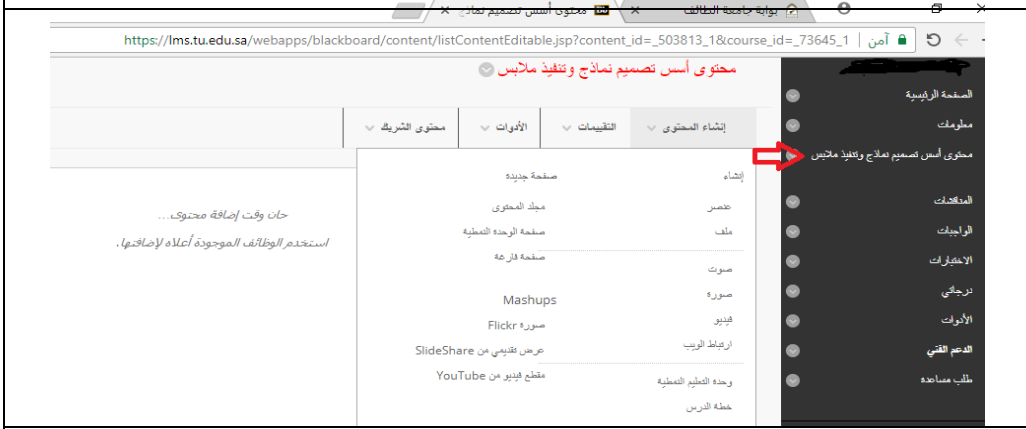 بوابة جامعة الطائف
محتوى أسس تصميم نماذج
آمن | https://lms.tu.edu.sa/webapps/blackboard/content/listContentEditable.jsp?content_id=_503813_1&course_id=_73645_1
الصفحة الرئيسية
معلومات
محتوى أسس تصميم نماذج وتنفيذ ملابس
المناقشات
الواجبات
الاختبارات
درجاتي
الأدوات
الدعم الفني
طلب مساعدة
محتوى أسس تصميم نماذج وتنفيذ ملابس
إنشاء المحتوى
التقييمات
الأدوات
محتوى الشريك
إنشاء
عنصر
ملف
صوت
صورة
فيديو
ارتباط الويب
وحدة التعليم النمطية
خطة الدرس
صفحة جديدة
مجلد المحتوى
صفحة الوحدة النمطية
صفحة فارغة
Mashups
صورة Flickr
عرض تقديمي من SlideShare
مقطع فيديو من YouTube
حان وقت إضافة محتوى...
استخدم الوظائف الموجودة أعلاه لإضافتها.